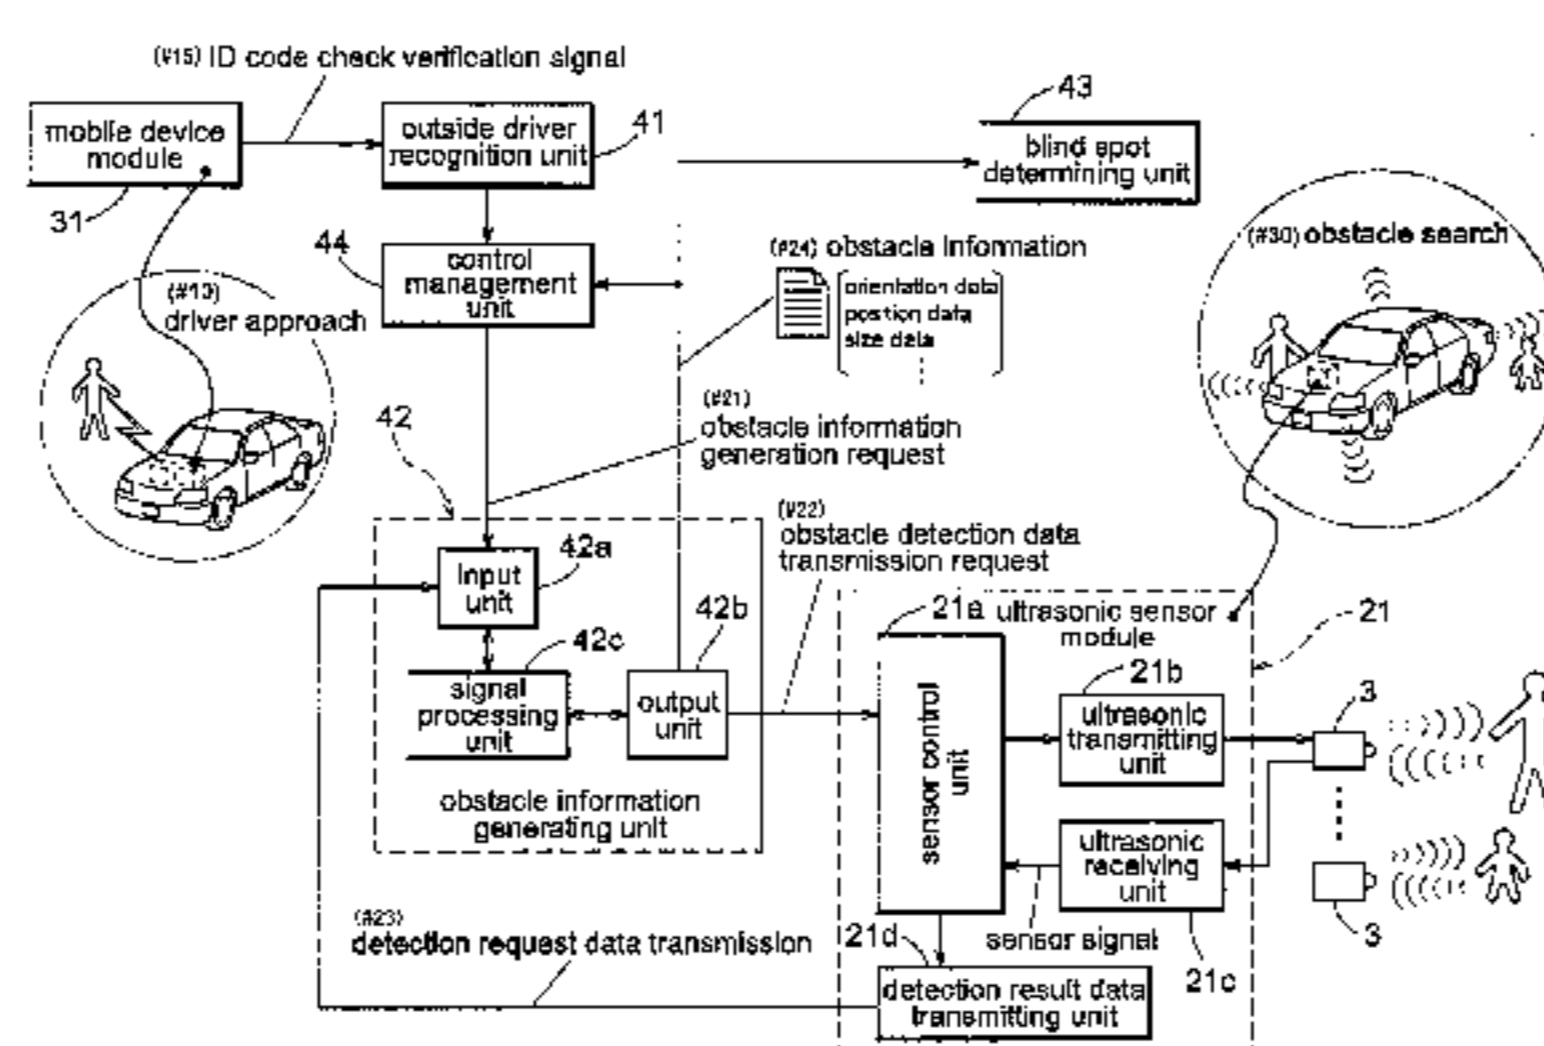 (#15) ID code check verification signal
mobile device
module
31
outside driver
recognition unit
41
43
blind spot
determining unit
44
control
management
unit
(#24) obstacle information
orientation data
position data
size data
(#30) obstacle search
driver approach
(#21)
obstacle information
generation request
42
(#22)
obstacle detection data
transmission request
input
unit
42a
42b
42c
signal
processing
unit
output
unit
obstacle information
generating unit
21a
ultrasonic sensor
module
21
sensor control
unit
21b
ultrasonic
transmitting
unit
3
ultrasonic
receiving
unit
3
21c
sensor signal
(#23)
detection request data transmission
21d
detection result data
transmitting unit